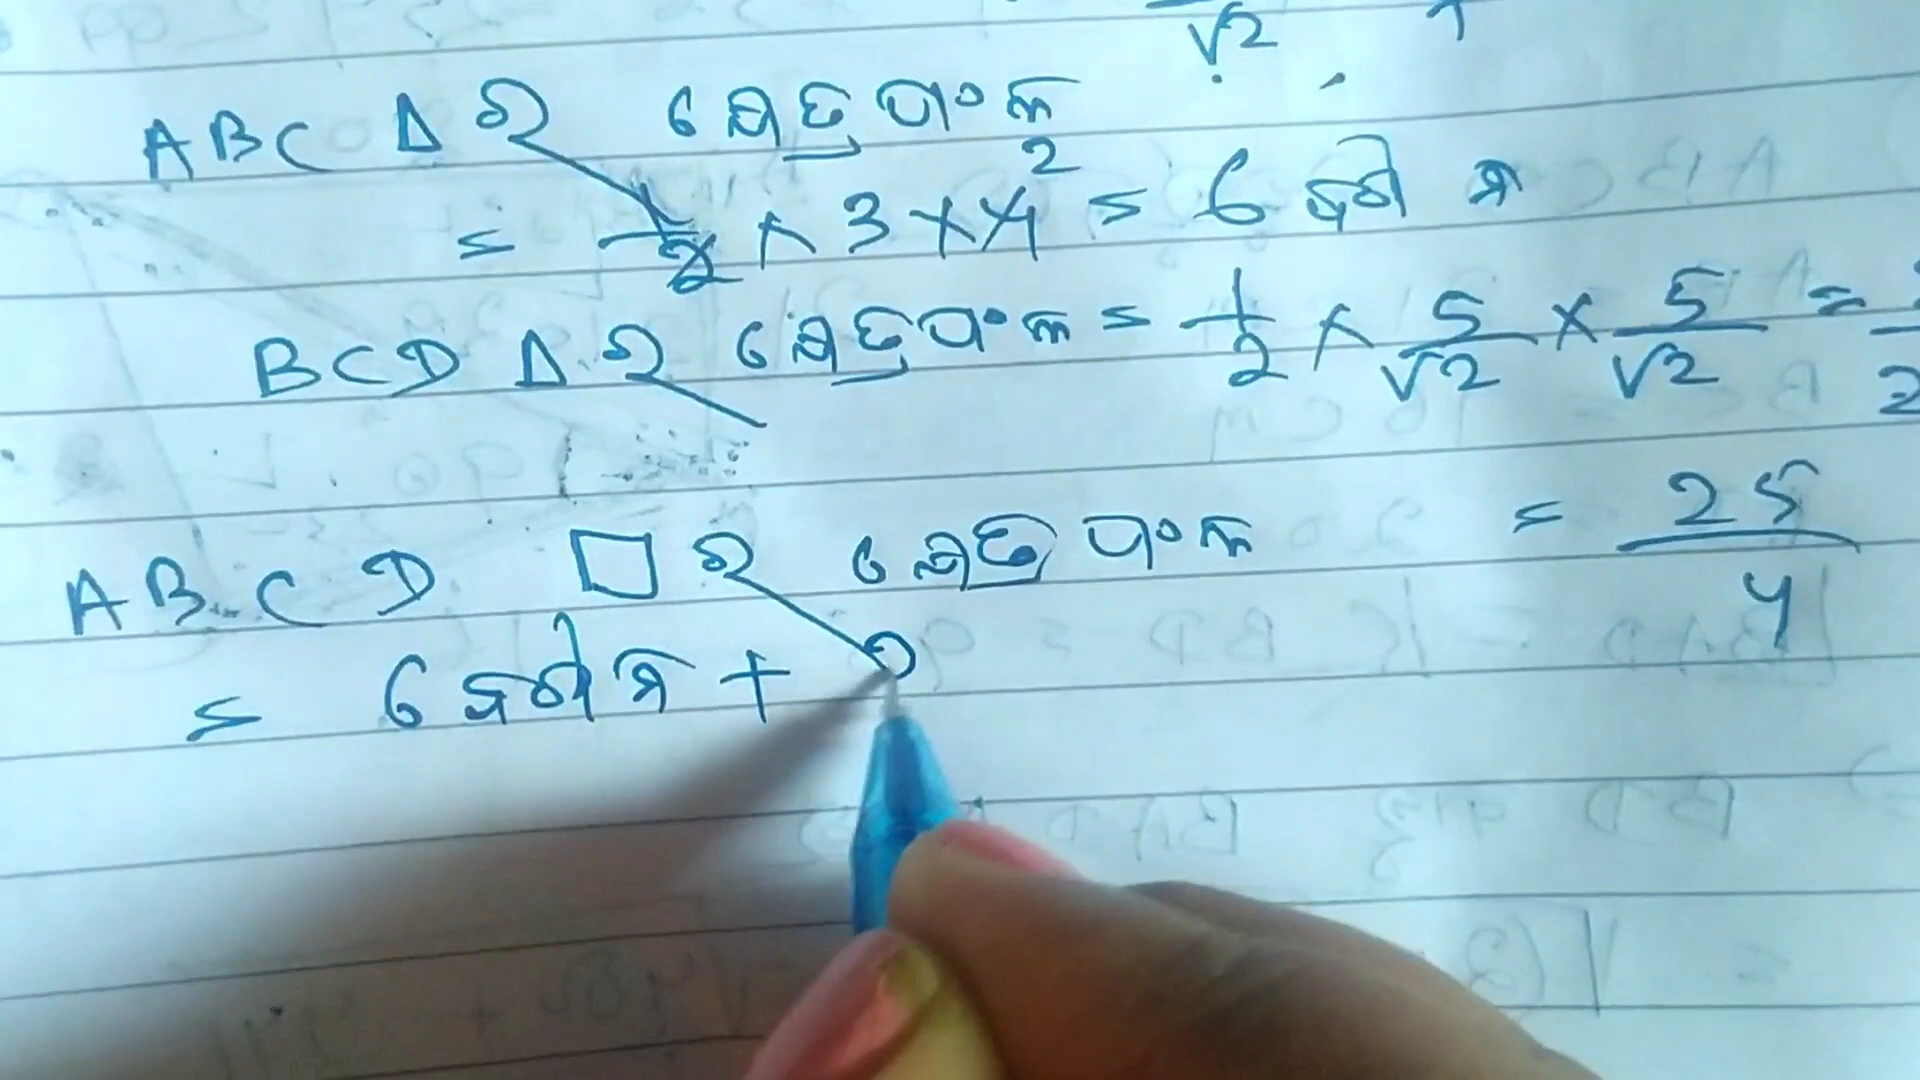 √2
ABC Δ ର କ୍ଷେତ୍ରଫଳ
= 1/2 × 3 × 4 2 = 6 ବର୍ଗ ମି
BCD Δ ର କ୍ଷେତ୍ରଫଳ = 1/2 × 5/√2 × 5/√2 =
= 25/4
ABCD □ ର କ୍ଷେତ୍ରଫଳ
= 6 ବର୍ଗ ମି +